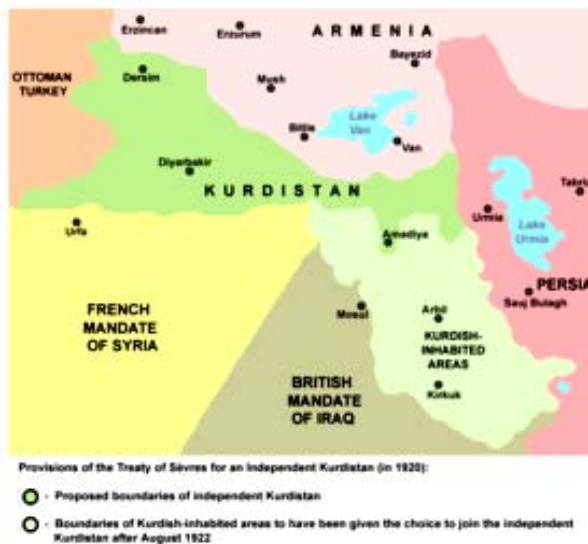 Erzincan
Erzurum
ARMENIA
Bayezid
OTTOMAN
TURKEY
Dersim
Mush
Lake
Van
Bitlis
Van
Diyarbakir
KURDISTAN
Tabriz
Urmia
Lake
Urmia
Urfa
Amadiya
PERSIA
Sauj Bulagh
FRENCH
MANDATE
OF SYRIA
Mosul
Arbil
KURDISH-
INHABITED
AREAS
BRITISH
MANDATE
OF IRAQ
Kirkuk
Provisions of the Treaty of Sévres for an Independent Kurdistan (in 1920):
- Proposed boundaries of independent Kurdistan
- Boundaries of Kurdish-inhabited areas to have been given the choice to join the independent
Kurdistan after August 1922